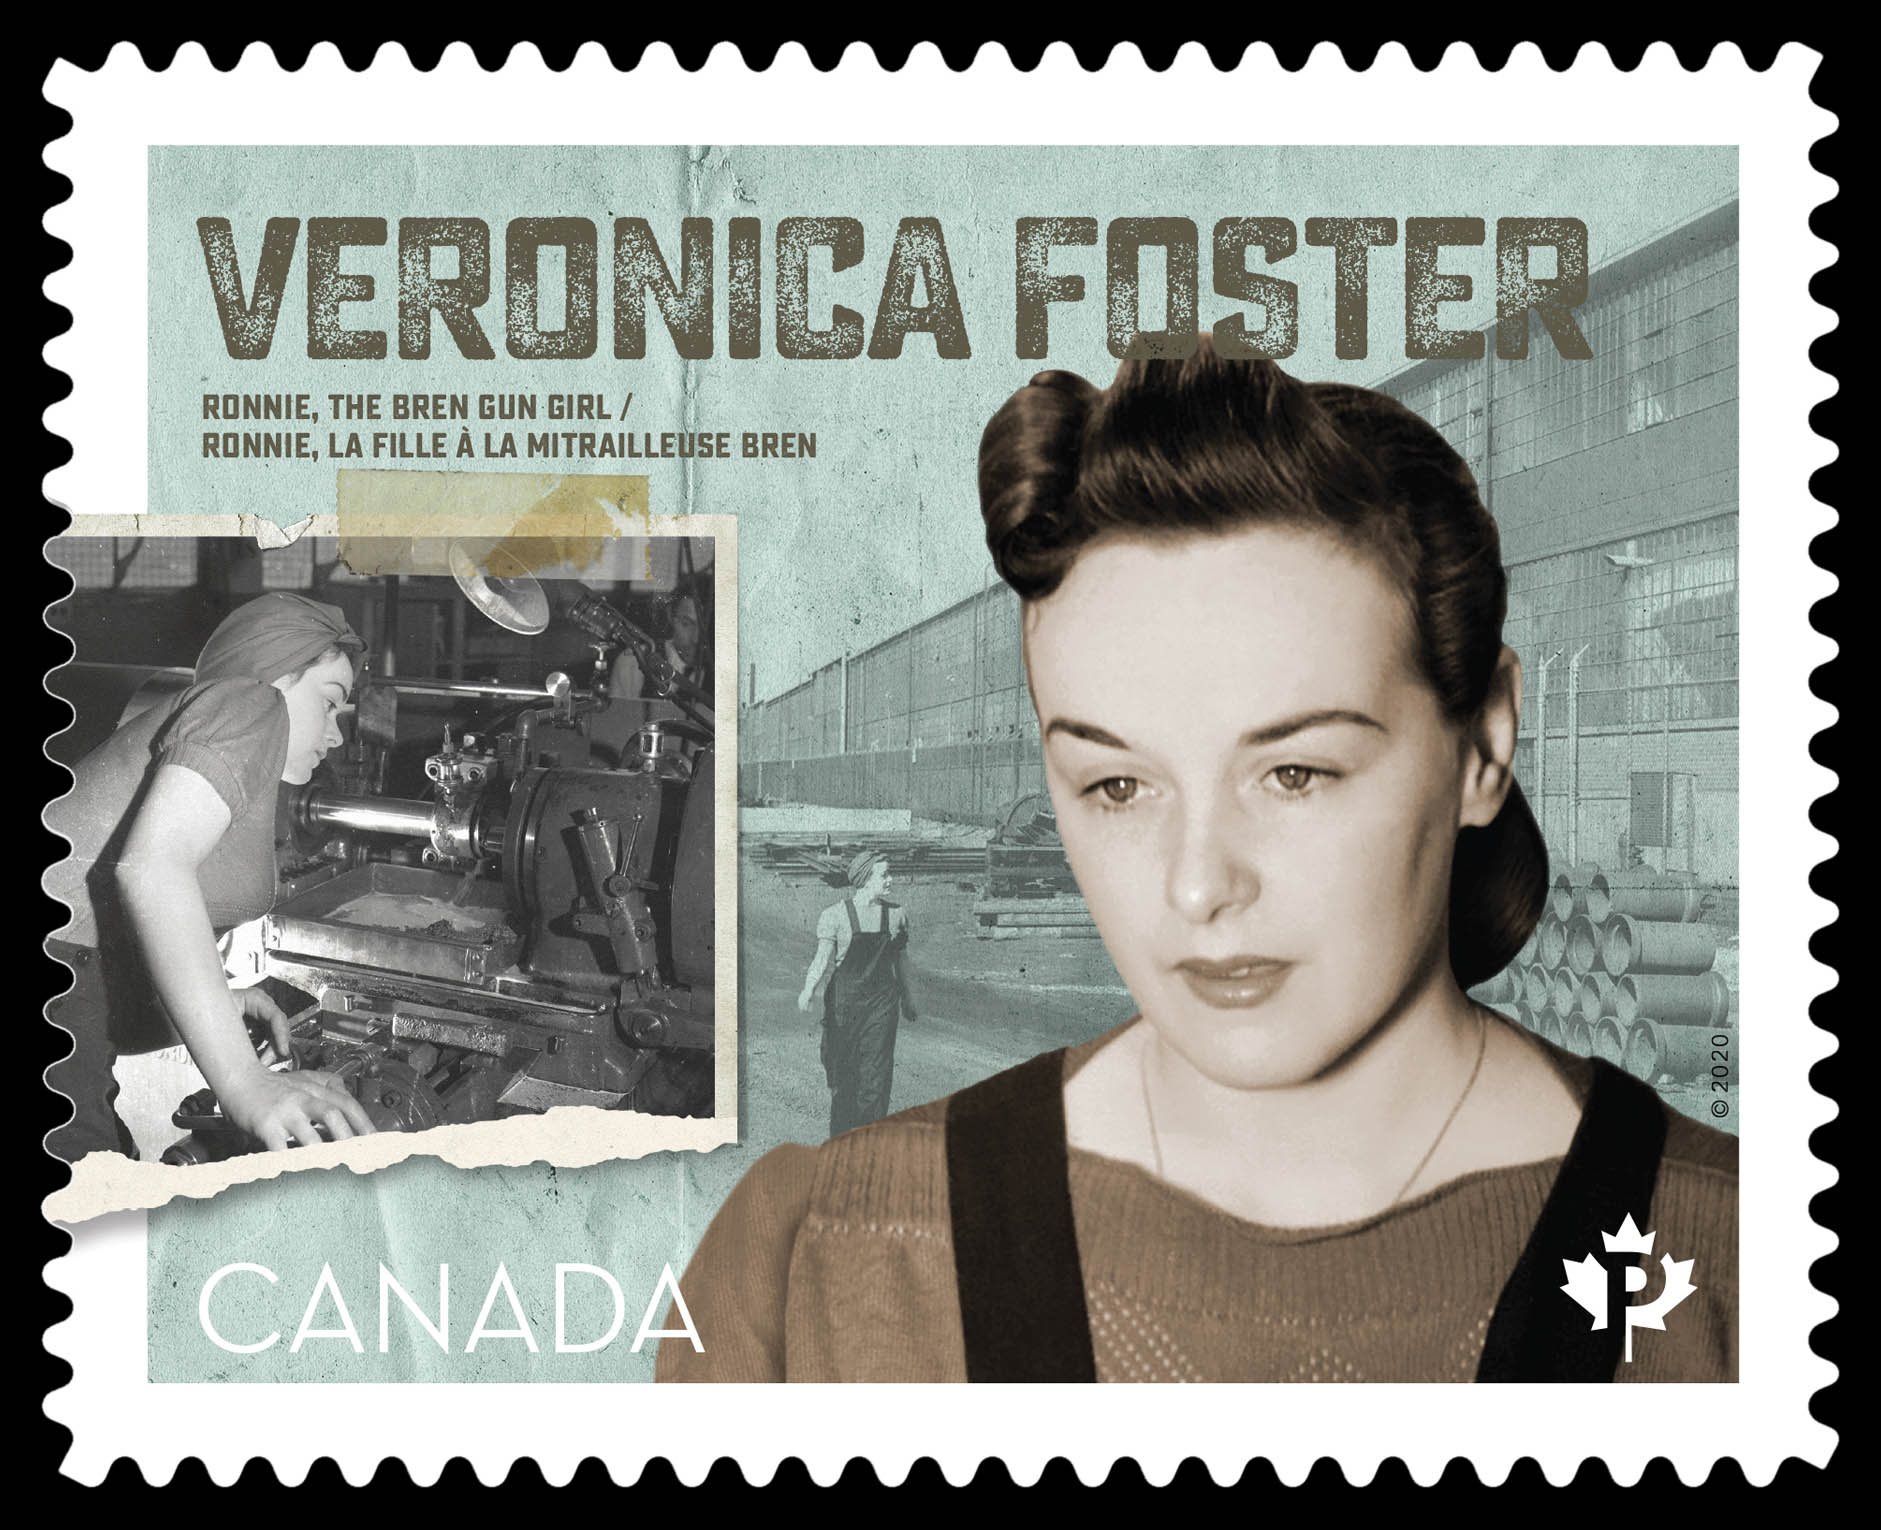 VERONICA FOSTER
RONNIE, THE BREN GUN GIRL /
RONNIE, LA FILLE À LA MITRAILLEUSE BREN
© 2020
CANADA
P